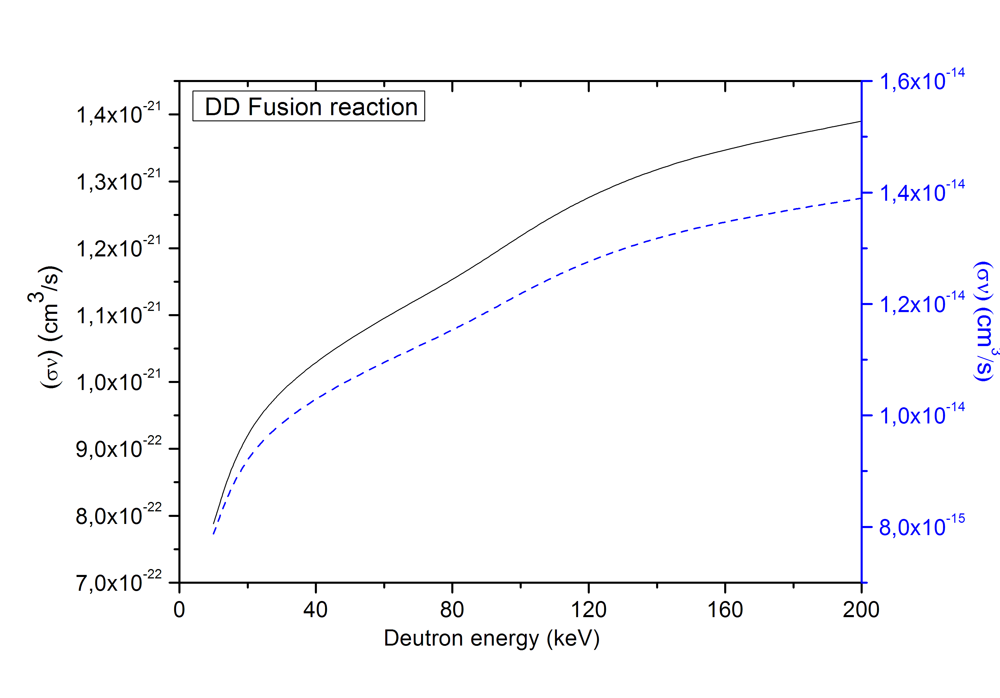 DD Fusion reaction
1,4x10⁻²¹
1,3x10⁻²¹
1,2x10⁻²¹
1,1x10⁻²¹
1,0x10⁻²¹
9,0x10⁻²²
8,0x10⁻²²
7,0x10⁻²²
(σν) (cm³/s)
0 40 80 120 160 200
Deutron energy (keV)
1,6x10⁻¹⁴
1,4x10⁻¹⁴
1,2x10⁻¹⁴
1,0x10⁻¹⁴
8,0x10⁻¹⁵
(σν) (cm³/s)